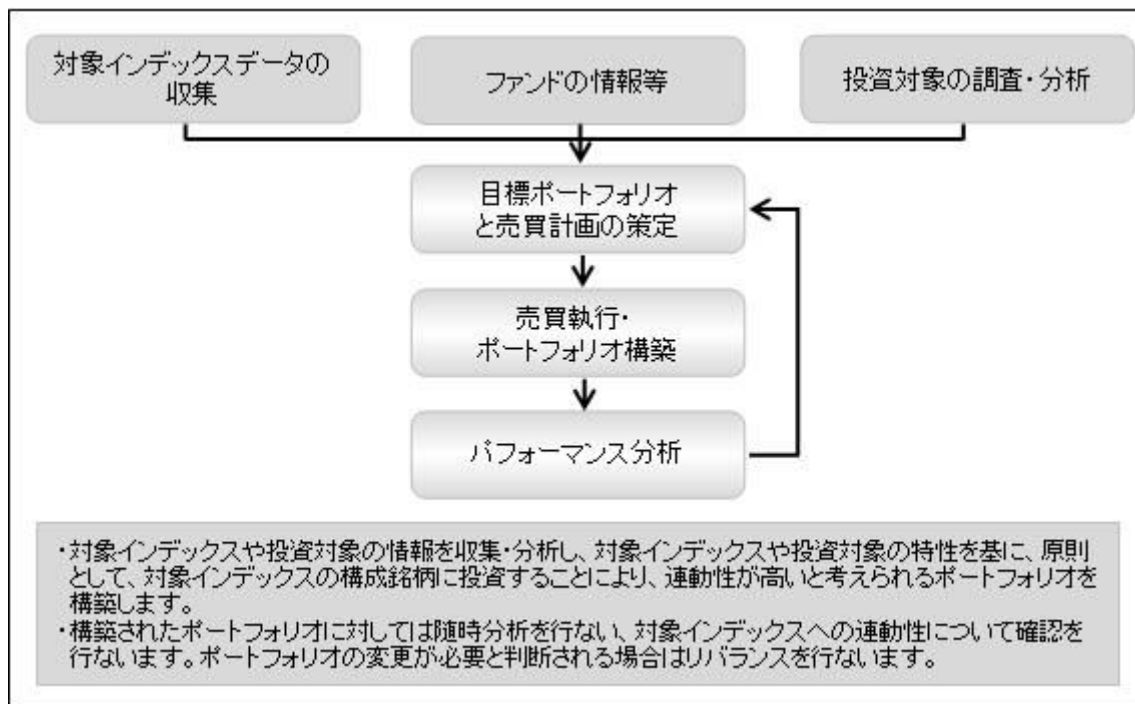 対象インデックスデータの
収集
ファンドの情報等
投資対象の調査・分析
目標ポートフォリオ
と売買計画の策定
売買執行・
ポートフォリオ構築
パフォーマンス分析
・対象インデックスや投資対象の情報を収集・分析し、対象インデックスや投資対象の特性を基に、原則
として、対象インデックスの構成銘柄に投資することにより、連動性が高いと考えられるポートフォリオを
構築します。
・構築されたポートフォリオに対しては随時分析を行ない、対象インデックスへの連動性について確認を
行ないます。ポートフォリオの変更が必要と判断される場合はリバランスを行ないます。